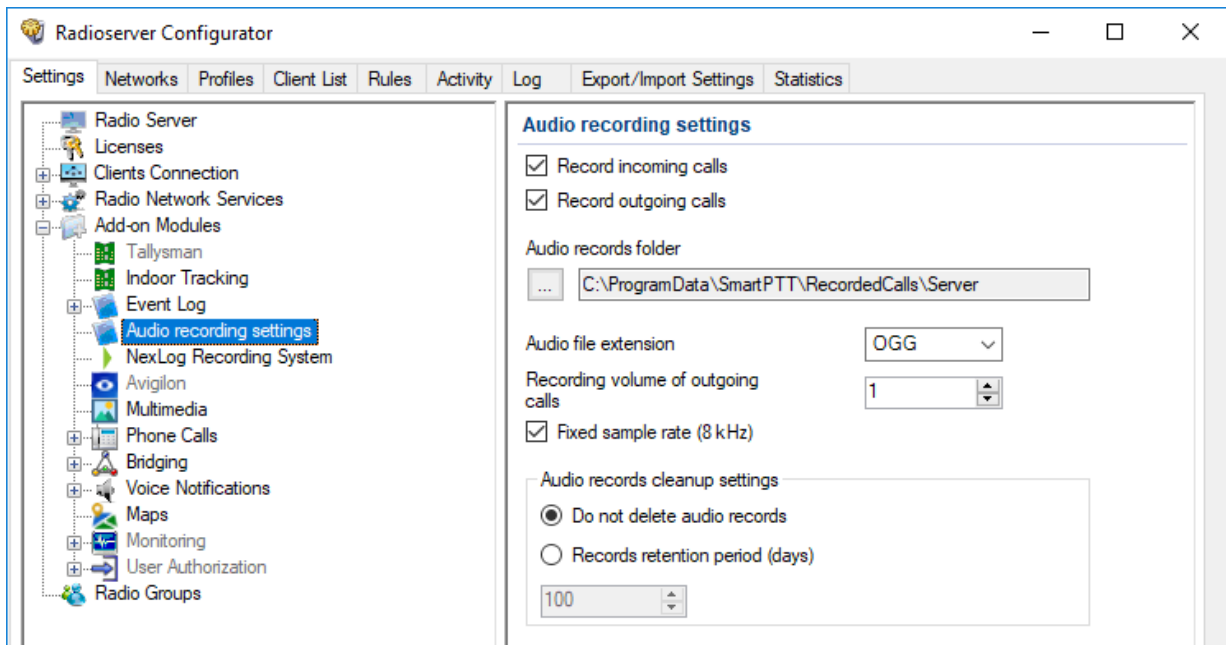 Radioserver Configurator
Settings Networks Profiles Client List Rules Activity Log Export/Import Settings Statistics
Radio Server
Licenses
Clients Connection
Radio Network Services
Add-on Modules
Tallysman
Indoor Tracking
Event Log
Audio recording settings
NexLog Recording System
Avigilon
Multimedia
Phone Calls
Bridging
Voice Notifications
Maps
Monitoring
User Authorization
Radio Groups
Audio recording settings
Record incoming calls
Record outgoing calls
Audio records folder
... C:\ProgramData\SmartPTT\RecordedCalls\Server
Audio file extension OGG
Recording volume of outgoing
calls 1
Fixed sample rate (8 kHz)
Audio records cleanup settings
Do not delete audio records
Records retention period (days)
100